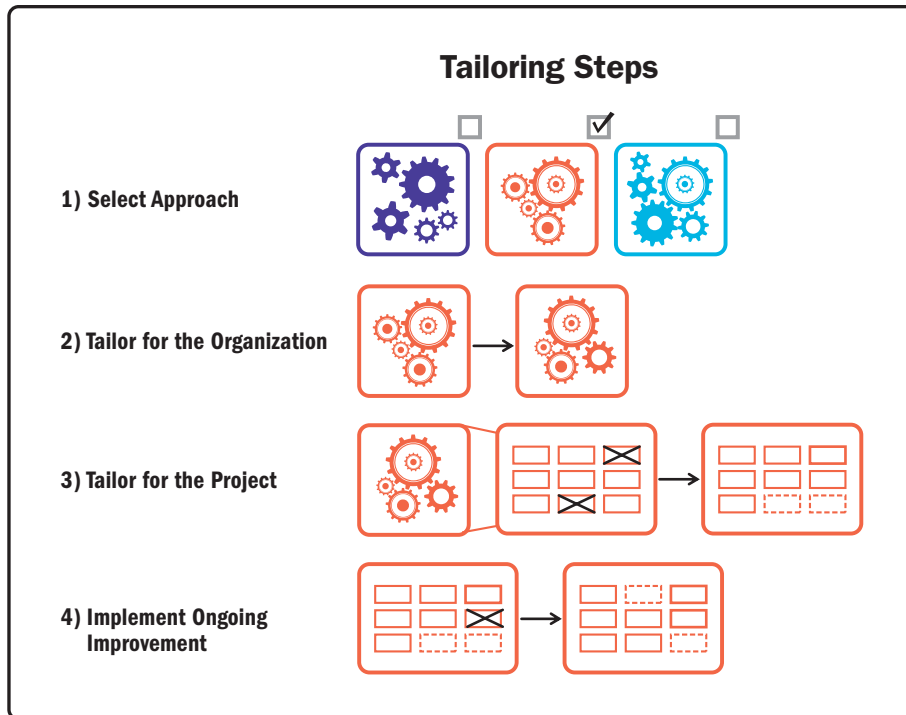 Tailoring Steps
1) Select Approach
2) Tailor for the Organization
3) Tailor for the Project
4) Implement Ongoing
Improvement